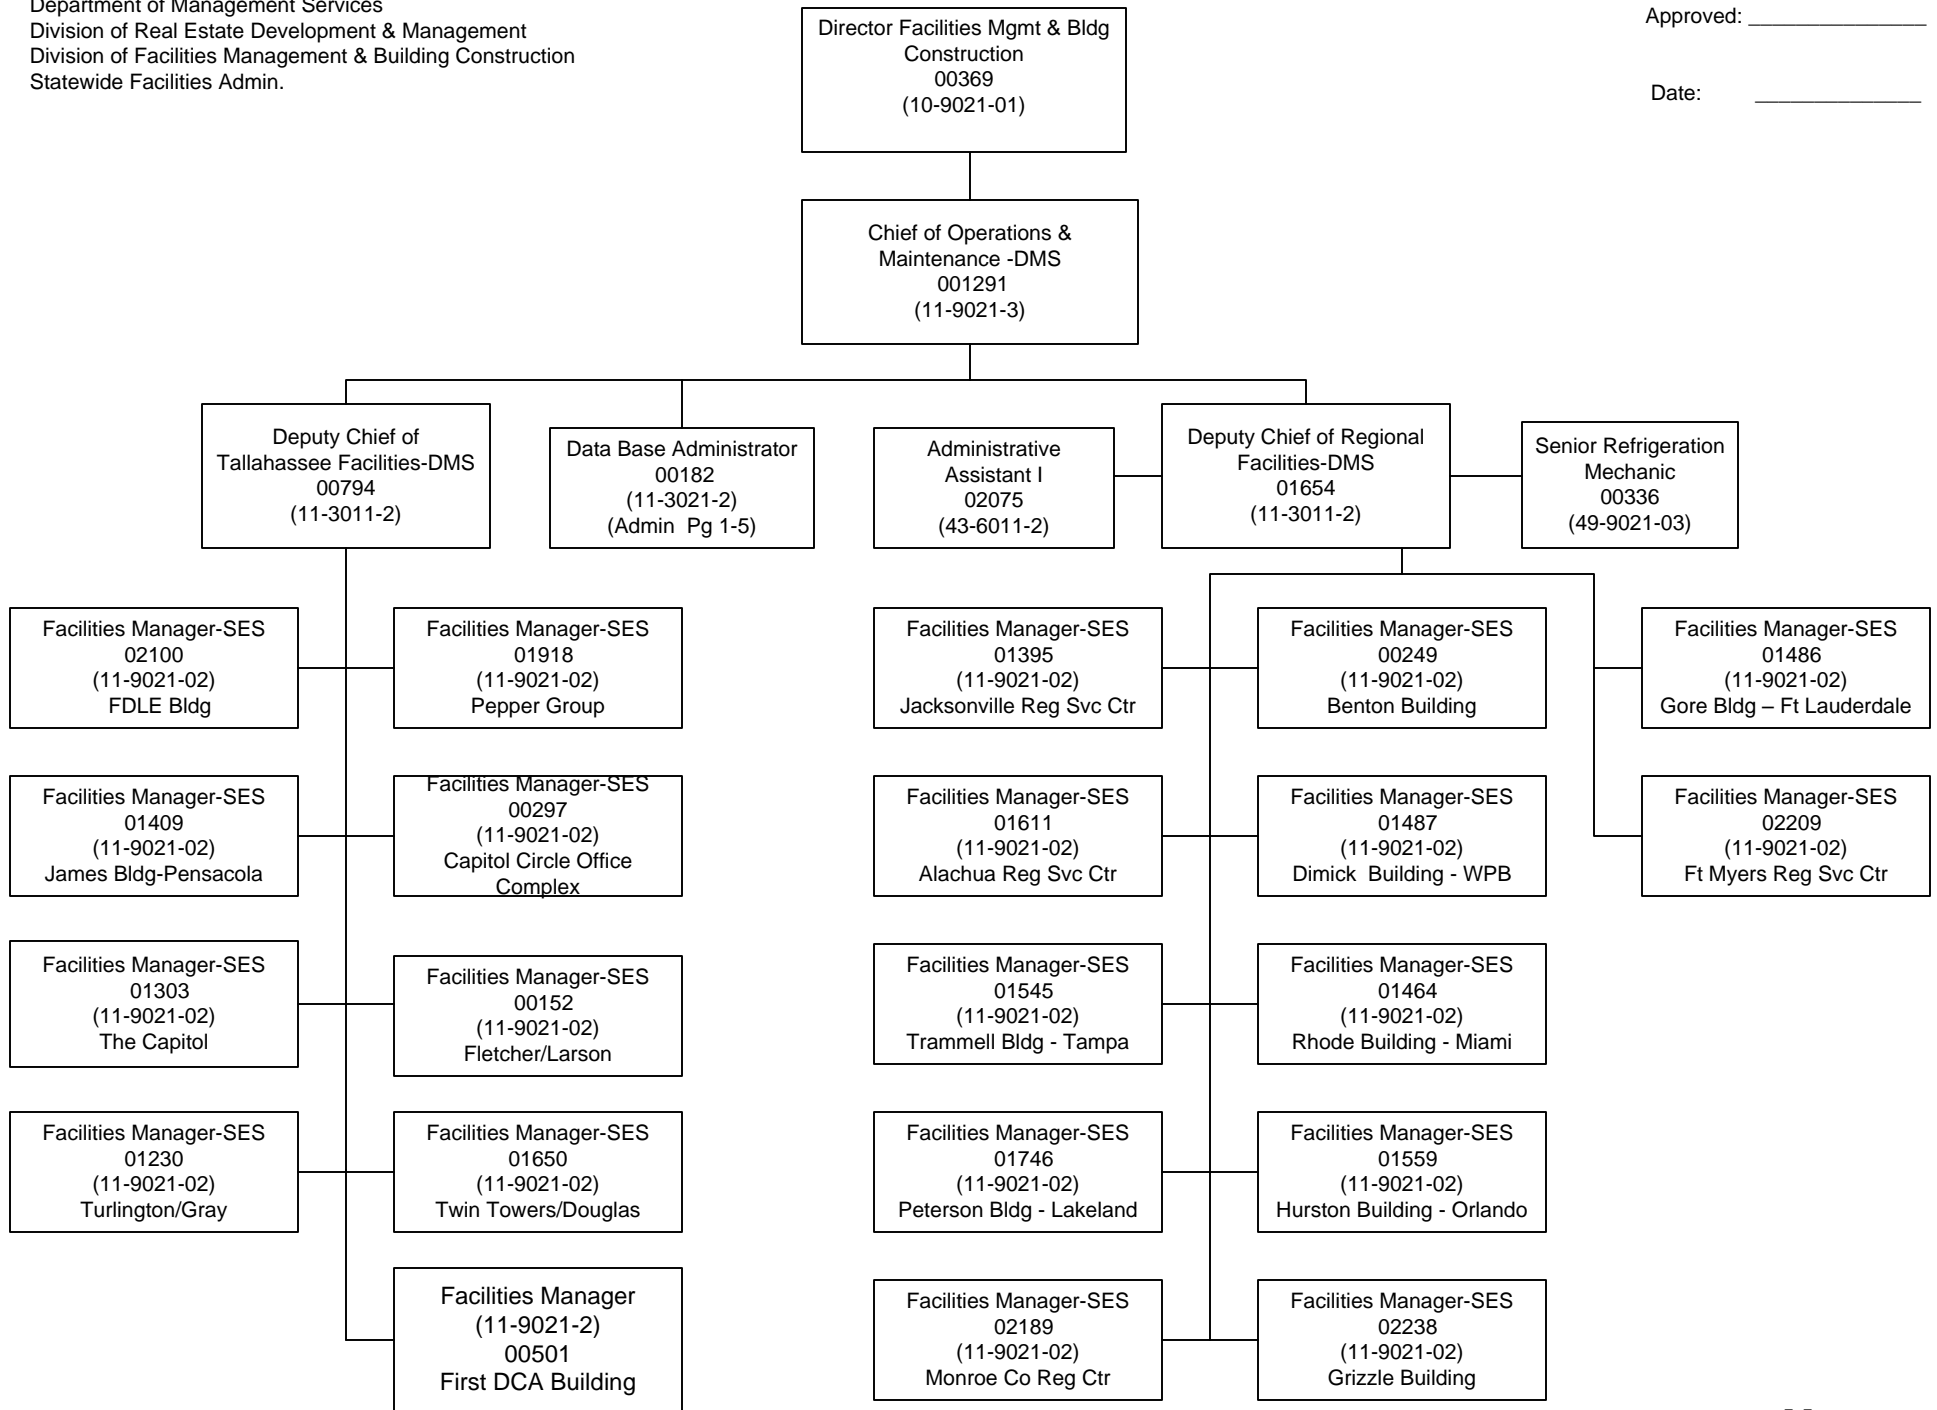 Department of Management Services
Division of Real Estate Development & Management
Division of Facilities Management & Building Construction
Statewide Facilities Admin.
Director Facilities Mgmt & Bldg
Construction
00369
(10-9021-01)
Approved: _______________
Date: ______________
Chief of Operations &
Maintenance -DMS
001291
(11-9021-3)
Deputy Chief of
Tallahassee Facilities-DMS
00794
(11-3011-2)
Data Base Administrator
00182
(11-3021-2)
(Admin Pg 1-5)
Administrative
Assistant I
02075
(43-6011-2)
Deputy Chief of Regional
Facilities-DMS
01654
(11-3011-2)
Senior Refrigeration
Mechanic
00336
(49-9021-03)
Facilities Manager-SES
02100
(11-9021-02)
FDLE Bldg
Facilities Manager-SES
01918
(11-9021-02)
Pepper Group
Facilities Manager-SES
01395
(11-9021-02)
Jacksonville Reg Svc Ctr
Facilities Manager-SES
00249
(11-9021-02)
Benton Building
Facilities Manager-SES
01486
(11-9021-02)
Gore Bldg – Ft Lauderdale
Facilities Manager-SES
01409
(11-9021-02)
James Bldg-Pensacola
Facilities Manager-SES
00297
(11-9021-02)
Capitol Circle Office
Complex
Facilities Manager-SES
01611
(11-9021-02)
Alachua Reg Svc Ctr
Facilities Manager-SES
01487
(11-9021-02)
Dimick Building - WPB
Facilities Manager-SES
02209
(11-9021-02)
Ft Myers Reg Svc Ctr
Facilities Manager-SES
01303
(11-9021-02)
The Capitol
Facilities Manager-SES
00152
(11-9021-02)
Fletcher/Larson
Facilities Manager-SES
01545
(11-9021-02)
Trammell Bldg - Tampa
Facilities Manager-SES
01464
(11-9021-02)
Rhode Building - Miami
Facilities Manager-SES
01230
(11-9021-02)
Turlington/Gray
Facilities Manager-SES
01650
(11-9021-02)
Twin Towers/Douglas
Facilities Manager-SES
01746
(11-9021-02)
Peterson Bldg - Lakeland
Facilities Manager-SES
01559
(11-9021-02)
Hurston Building - Orlando
Facilities Manager
(11-9021-2)
00501
First DCA Building
Facilities Manager-SES
02189
(11-9021-02)
Monroe Co Reg Ctr
Facilities Manager-SES
02238
(11-9021-02)
Grizzle Building